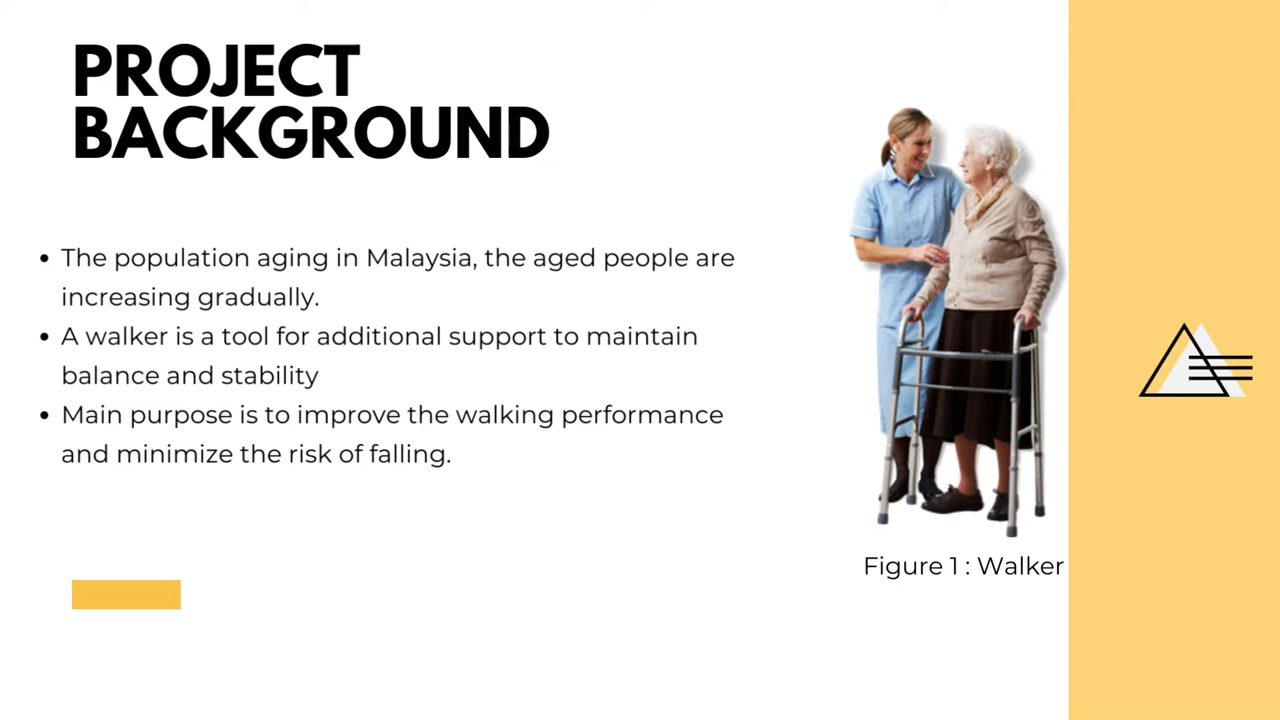 PROJECT
BACKGROUND
• The population aging in Malaysia, the aged people are
increasing gradually.
• A walker is a tool for additional support to maintain
balance and stability
• Main purpose is to improve the walking performance
and minimize the risk of falling.
Figure 1 : Walker